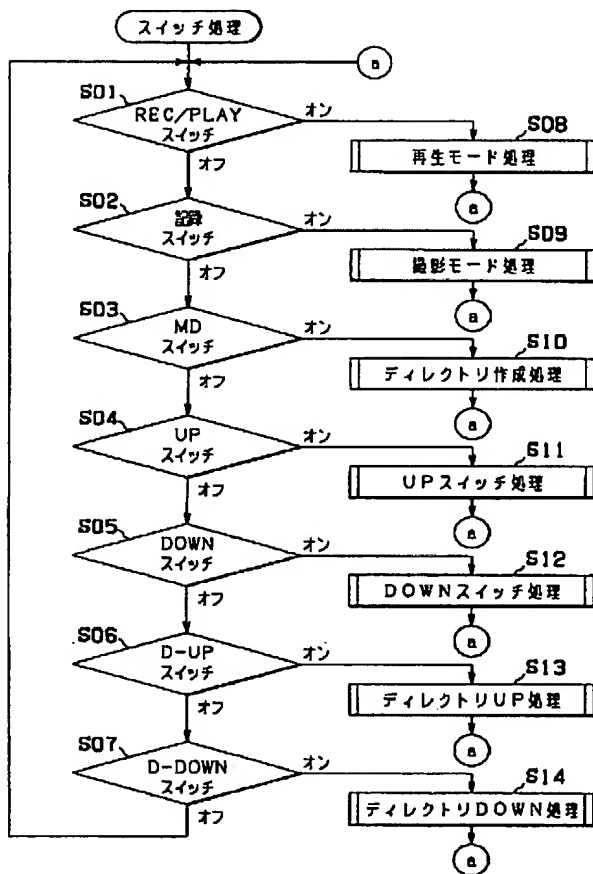 スイッチ処理
a
S01
REC/PLAY
スイッチ
オン
オフ
S08
再生モード処理
a
S02
記録
スイッチ
オン
オフ
S09
撮影モード処理
a
S03
MD
スイッチ
オン
オフ
S10
ディレクトリ作成処理
a
S04
UP
スイッチ
オン
オフ
S11
UPスイッチ処理
a
S05
DOWN
スイッチ
オン
オフ
S12
DOWNスイッチ処理
a
S06
D-UP
スイッチ
オン
オフ
S13
ディレクトリUP処理
a
S07
D-DOWN
スイッチ
オン
オフ
S14
ディレクトリDOWN処理
a